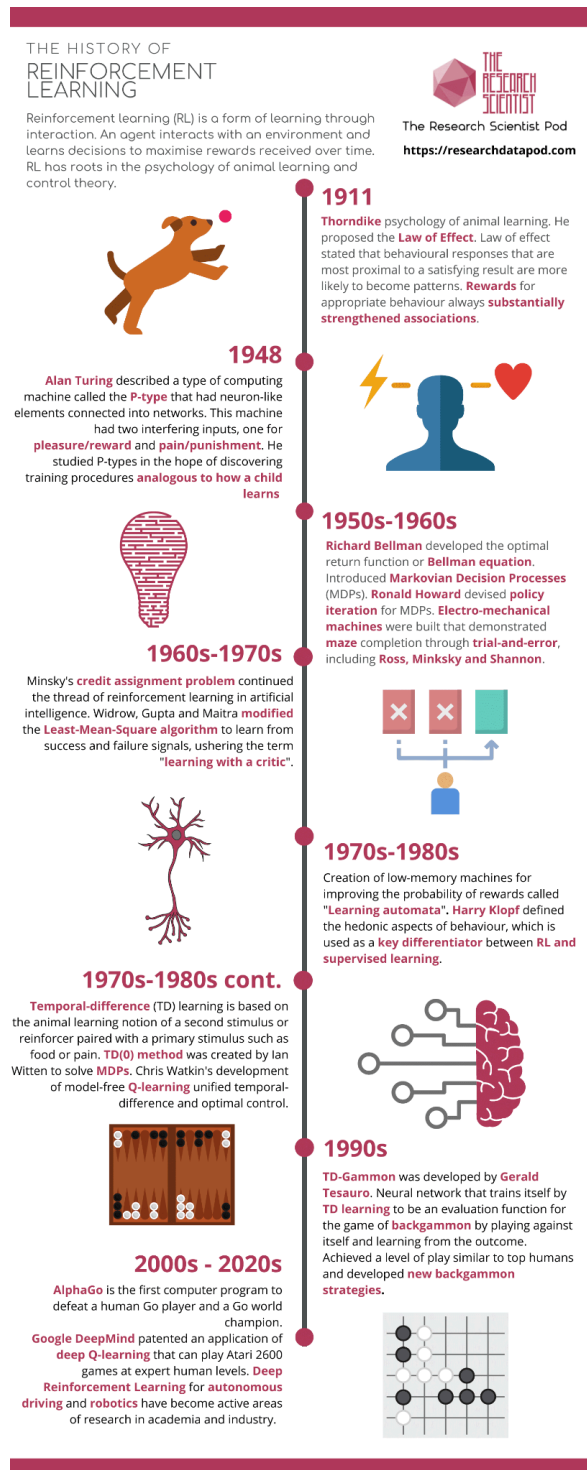 THE HISTORY OF
REINFORCEMENT
LEARNING
Reinforcement learning (RL) is a form of learning through
interaction. An agent interacts with an environment and
learns decisions to maximise rewards received over time.
RL has roots in the psychology of animal learning and
control theory.
THE
RESEARCH
SCIENTIST
The Research Scientist Pod
https://researchdatapod.com
1911
Thorndike psychology of animal learning. He
proposed the Law of Effect. Law of effect
stated that behavioural responses that are
most proximal to a satisfying result are more
likely to become patterns. Rewards for
appropriate behaviour always substantially
strengthened associations.
1948
Alan Turing described a type of computing
machine called the P-type that had neuron-like
elements connected into networks. This machine
had two interfering inputs, one for
pleasure/reward and pain/punishment. He
studied P-types in the hope of discovering
training procedures analogous to how a child
learns
1950s-1960s
Richard Bellman developed the optimal
return function or Bellman equation.
Introduced Markovian Decision Processes
(MDPs). Ronald Howard devised policy
iteration for MDPs. Electro-mechanical
machines were built that demonstrated
maze completion through trial-and-error,
including Ross, Minksky and Shannon.
1960s-1970s
Minsky's credit assignment problem continued
the thread of reinforcement learning in artificial
intelligence. Widrow, Gupta and Maitra modified
the Least-Mean-Square algorithm to learn from
success and failure signals, ushering the term
"learning with a critic".
1970s-1980s
Creation of low-memory machines for
improving the probability of rewards called
"Learning automata". Harry Klopf defined
the hedonic aspects of behaviour, which is
used as a key differentiator between RL and
supervised learning.
1970s-1980s cont.
Temporal-difference (TD) learning is based on
the animal learning notion of a second stimulus or
reinforcer paired with a primary stimulus such as
food or pain. TD(0) method was created by Ian
Witten to solve MDPs. Chris Watkin's development
of model-free Q-learning unified temporal-
difference and optimal control.
1990s
TD-Gammon was developed by Gerald
Tesauro. Neural network that trains itself by
TD learning to be an evaluation function for
the game of backgammon by playing against
itself and learning from the outcome.
Achieved a level of play similar to top humans
and developed new backgammon
strategies.
2000s - 2020s
AlphaGo is the first computer program to
defeat a human Go player and a Go world
champion.
Google DeepMind patented an application of
deep Q-learning that can play Atari 2600
games at expert human levels. Deep
Reinforcement Learning for autonomous
driving and robotics have become active areas
of research in academia and industry.